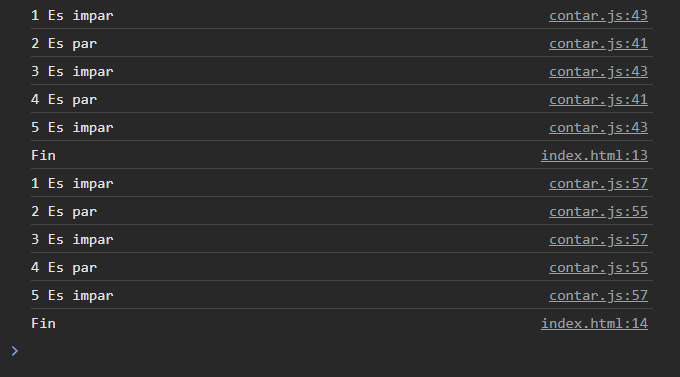 1 Es impar contar.js:43
2 Es par contar.js:41
3 Es impar contar.js:43
4 Es par contar.js:41
5 Es impar contar.js:43
Fin index.html:13
1 Es impar contar.js:57
2 Es par contar.js:55
3 Es impar contar.js:57
4 Es par contar.js:55
5 Es impar contar.js:57
Fin index.html:14